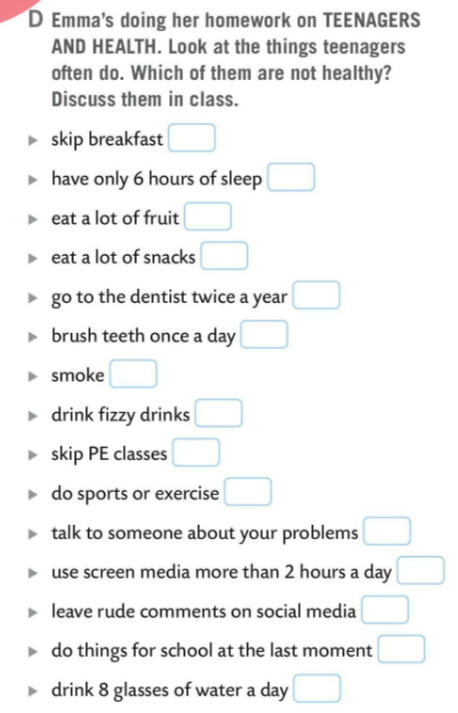 D Emma's doing her homework on TEENAGERS
AND HEALTH. Look at the things teenagers
often do. Which of them are not healthy?
Discuss them in class.
▶ skip breakfast
▶ have only 6 hours of sleep
▶ eat a lot of fruit
▶ eat a lot of snacks
▶ go to the dentist twice a year
▶ brush teeth once a day
▶ smoke
▶ drink fizzy drinks
▶ skip PE classes
▶ do sports or exercise
▶ talk to someone about your problems
▶ use screen media more than 2 hours a day
▶ leave rude comments on social media
▶ do things for school at the last moment
▶ drink 8 glasses of water a day